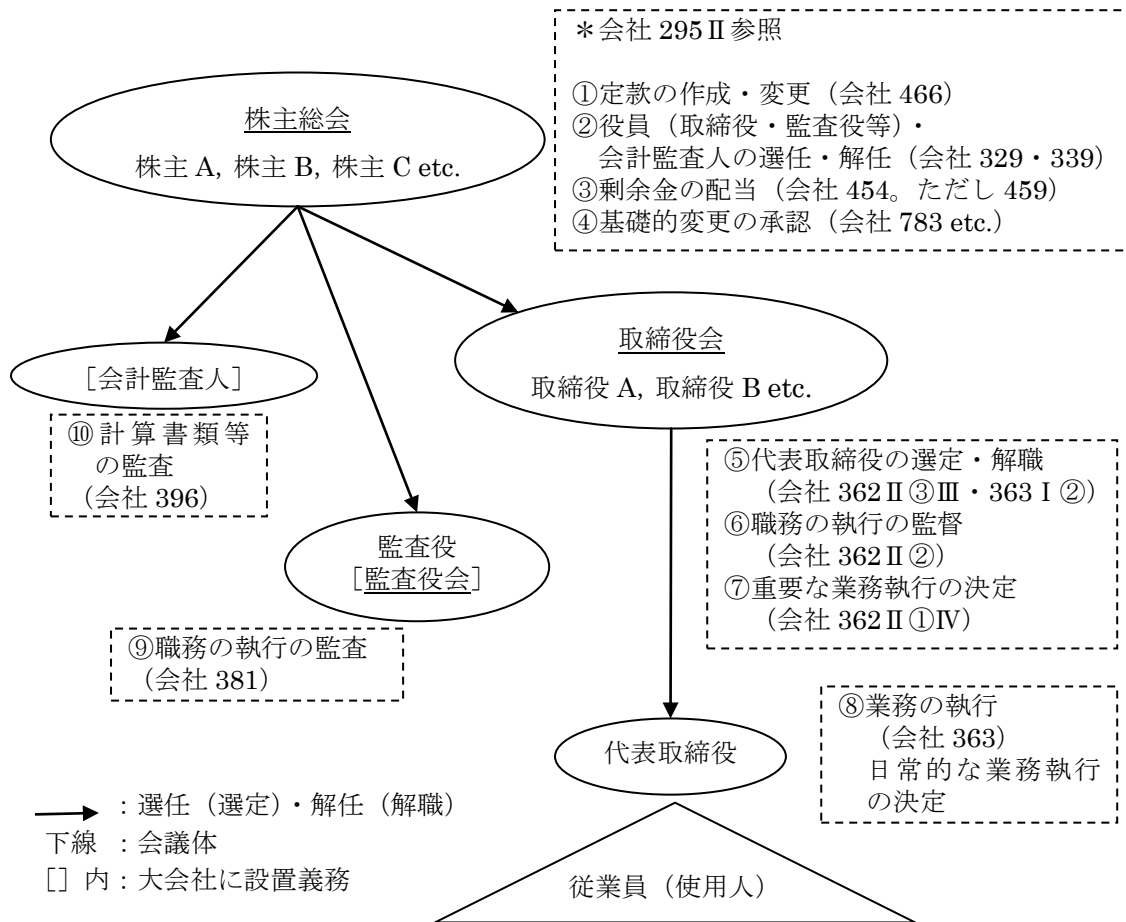 ＊会社 295Ⅱ参照
①定款の作成・変更（会社 466）
②役員（取締役・監査役等）・
会計監査人の選任・解任（会社 329・339）
③剰余金の配当（会社 454。ただし 459）
④基礎的変更の承認（会社 783 etc.）
株主総会
株主 A, 株主 B, 株主 C etc.
［会計監査人］
⑩計算書類等
の監査
（会社 396）
取締役会
取締役 A, 取締役 B etc.
⑤代表取締役の選定・解職
（会社 362Ⅱ③Ⅲ・363Ⅰ②）
⑥職務の執行の監督
（会社 362Ⅱ②）
⑦重要な業務執行の決定
（会社 362Ⅱ①Ⅳ）
監査役
［監査役会］
⑨職務の執行の監査
（会社 381）
代表取締役
⑧業務の執行
（会社 363）
日常的な業務執行
の決定
：選任（選定）・解任（解職）
下線 ：会議体
［］内：大会社に設置義務
従業員（使用人）